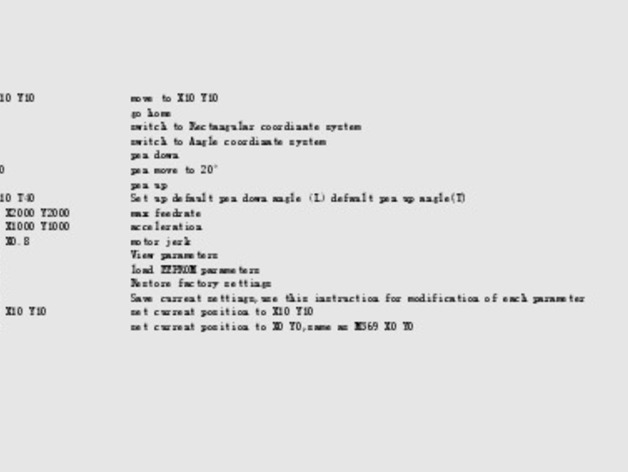 10 Y10 move to X10 Y10
go home
switch to Rectangular coordinate system
switch to Angle coordinate system
pen down
0 pen move to 20°
pen up
10 T40 Set up default pen down angle (L) default pen up angle(T)
X2000 Y2000 max feedrate
X1000 Y1000 acceleration
X0.8 motor jerk
View parameters
load EEPROM parameters
Restore factory settings
Save current settings,use this instruction for modification of each parameter
X10 Y10 set current position to X10 Y10
set current position to X0 Y0,same as M369 X0 Y0